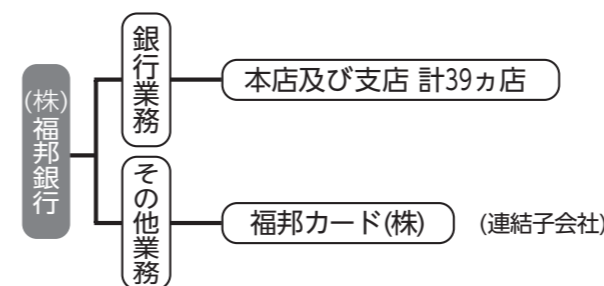 (株)福邦銀行
銀行業務
本店及び支店 計39ヵ店
その他業務
福邦カード(株)
(連結子会社)